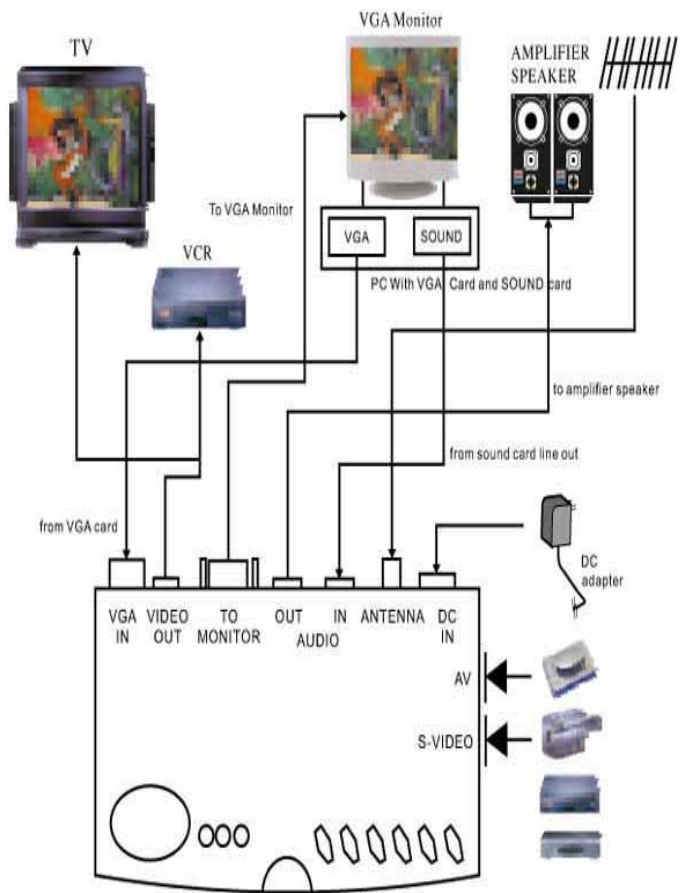 TV
VGA Monitor
AMPLIFIER
SPEAKER
To VGA Monitor
VCR
VGA
SOUND
PC With VGA Card and SOUND card
to amplifier speaker
from sound card line out
from VGA card
DC
adapter
VGA
IN
VIDEO
OUT
TO
MONITOR
OUT
IN
AUDIO
ANTENNA
DC
IN
AV
S-VIDEO